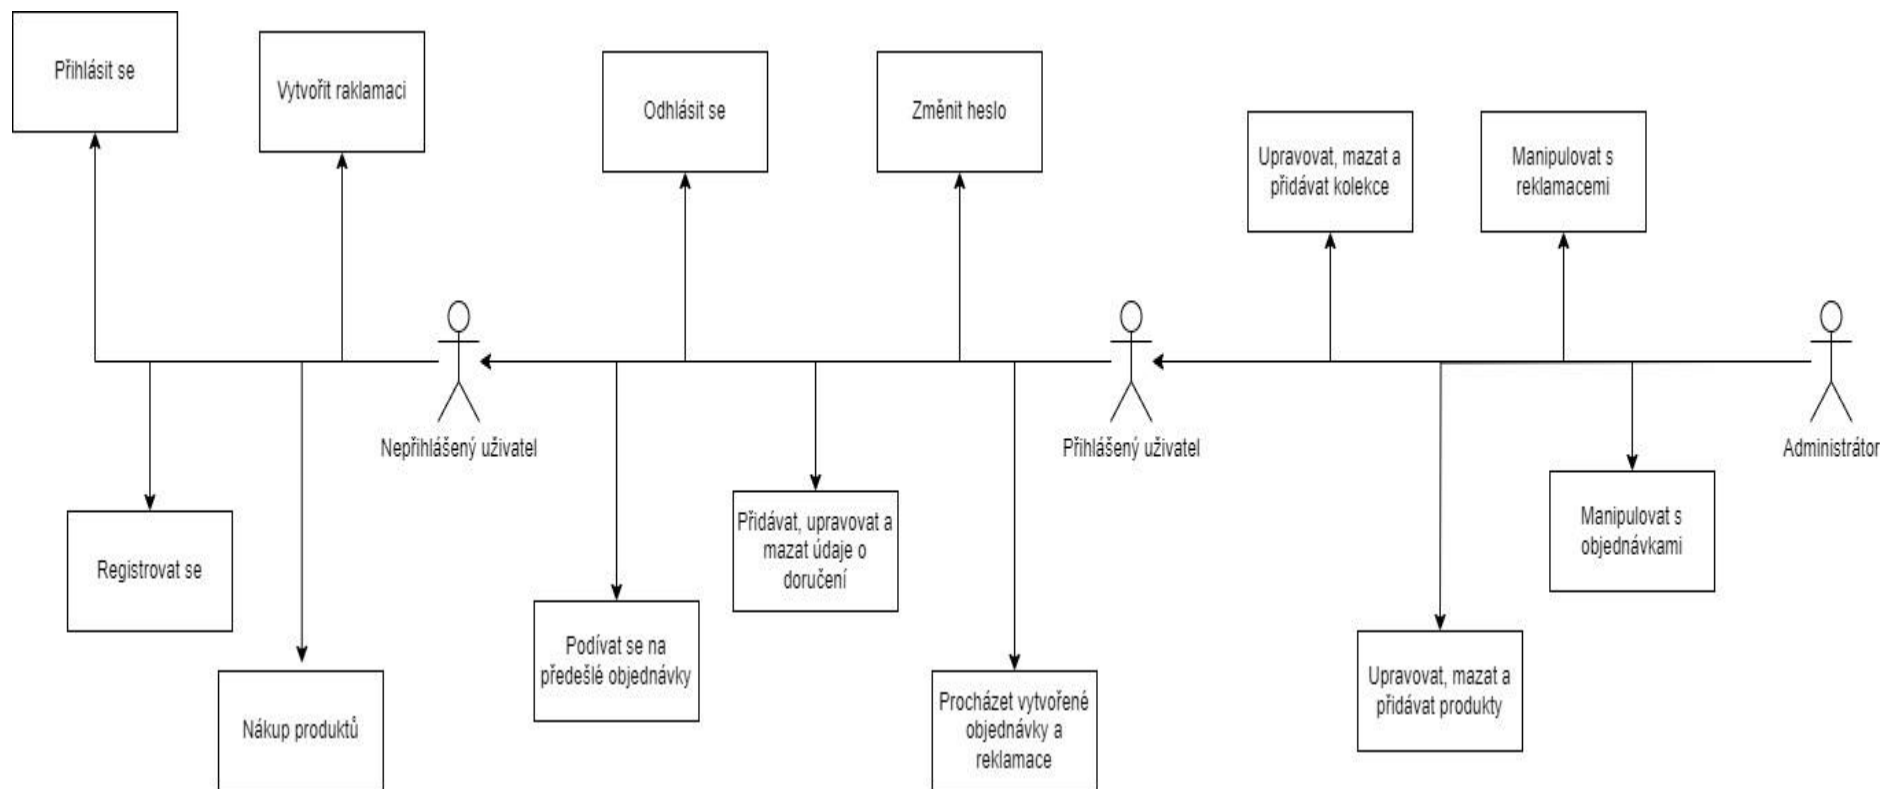 Přihlásit se
Vytvořit raklamaci
Odhlásit se
Změnit heslo
Upravovat, mazat a
přidávat kolekce
Manipulovat s
reklamacemi
Nepřihlášený uživatel
Přihlášený uživatel
Administrátor
Registrovat se
Nákup produktů
Podívat se na
předešlé objednávky
Přidávat, upravovat a
mazat údaje o
doručení
Procházet vytvořené
objednávky a
reklamace
Upravovat, mazat a
přidávat produkty
Manipulovat s
objednávkami